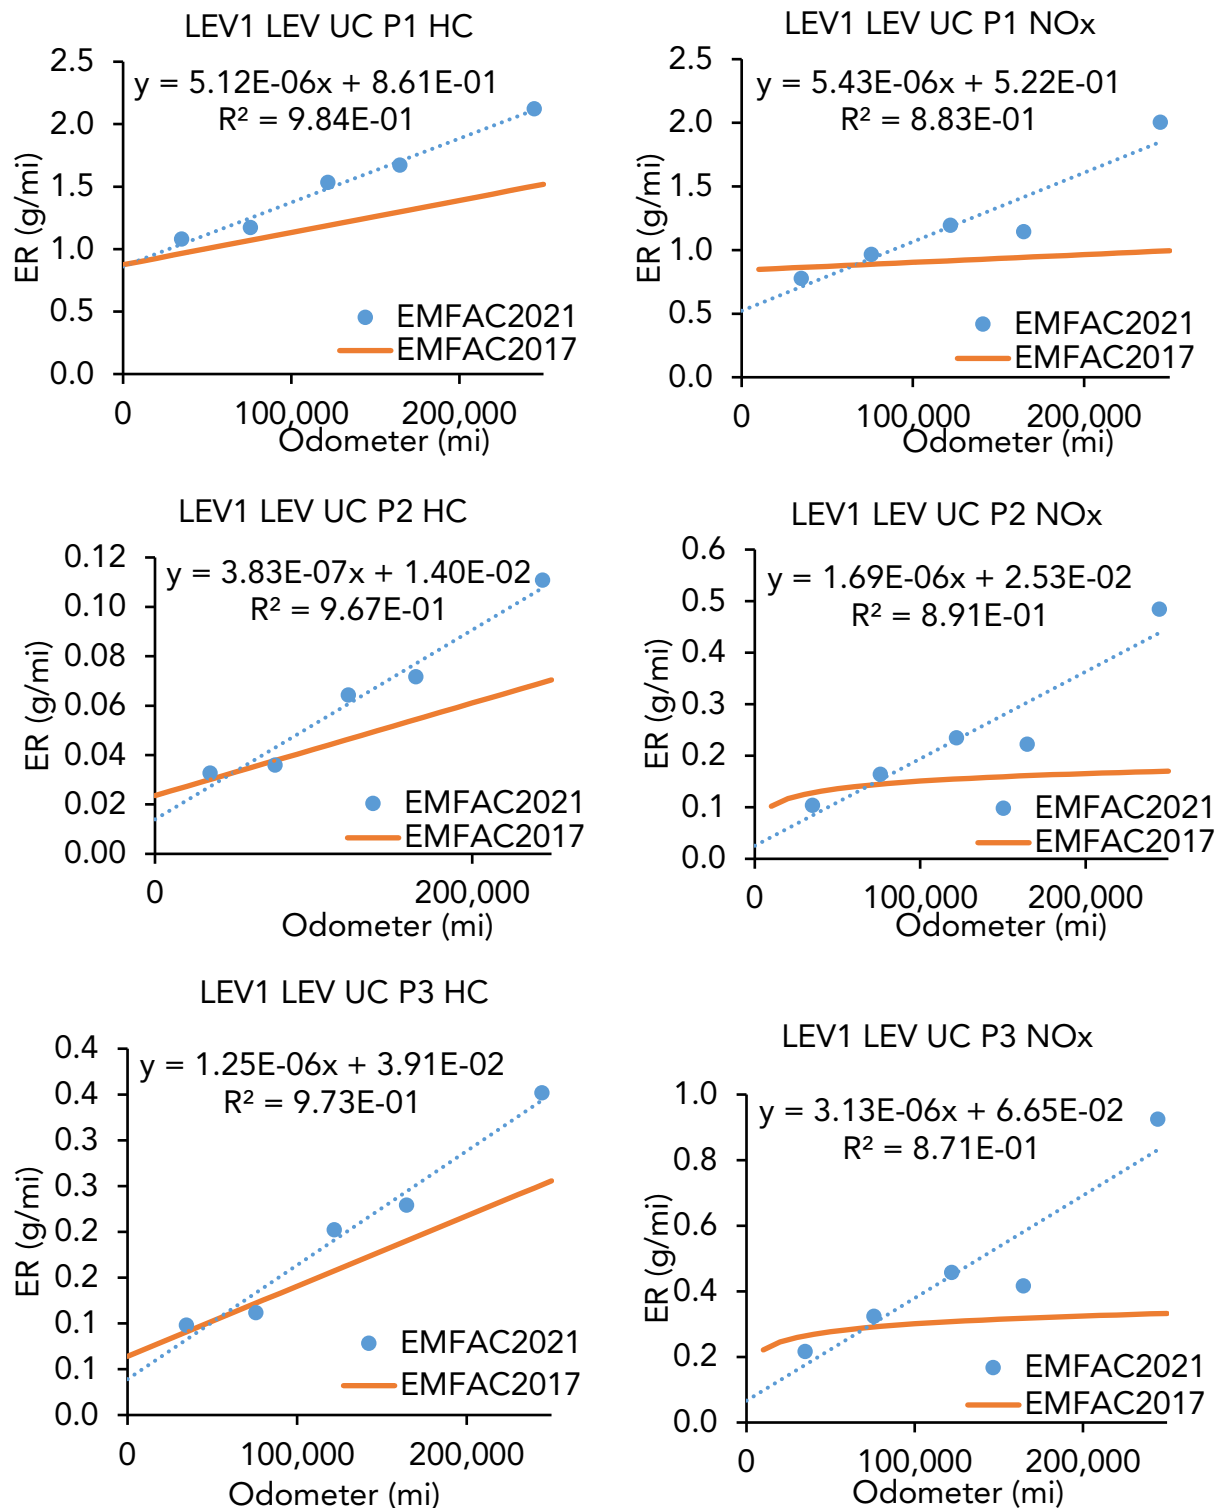 LEV1 LEV UC P1 HC
2.5
2.0
1.5
1.0
0.5
0.0
y = 5.12E-06x + 8.61E-01
R² = 9.84E-01
ER (g/mi)
EMFAC2021
EMFAC2017
0
100,000
200,000
Odometer (mi)
LEV1 LEV UC P1 NOx
2.5
2.0
1.5
1.0
0.5
0.0
y = 5.43E-06x + 5.22E-01
R² = 8.83E-01
ER (g/mi)
EMFAC2021
EMFAC2017
0
100,000
200,000
Odometer (mi)
LEV1 LEV UC P2 HC
0.12
0.10
0.08
0.06
0.04
0.02
0.00
y = 3.83E-07x + 1.40E-02
R² = 9.67E-01
ER (g/mi)
EMFAC2021
EMFAC2017
0
200,000
Odometer (mi)
LEV1 LEV UC P2 NOx
0.6
0.5
0.4
0.3
0.2
0.1
0.0
y = 1.69E-06x + 2.53E-02
R² = 8.91E-01
ER (g/mi)
EMFAC2021
EMFAC2017
0
100,000
200,000
Odometer (mi)
LEV1 LEV UC P3 HC
0.4
0.4
0.3
0.3
0.2
0.2
0.1
0.1
0.0
y = 1.25E-06x + 3.91E-02
R² = 9.73E-01
ER (g/mi)
EMFAC2021
EMFAC2017
0
100,000
200,000
Odometer (mi)
LEV1 LEV UC P3 NOx
1.0
0.8
0.6
0.4
0.2
0.0
y = 3.13E-06x + 6.65E-02
R² = 8.71E-01
ER (g/mi)
EMFAC2021
EMFAC2017
0
100,000
200,000
Odometer (mi)